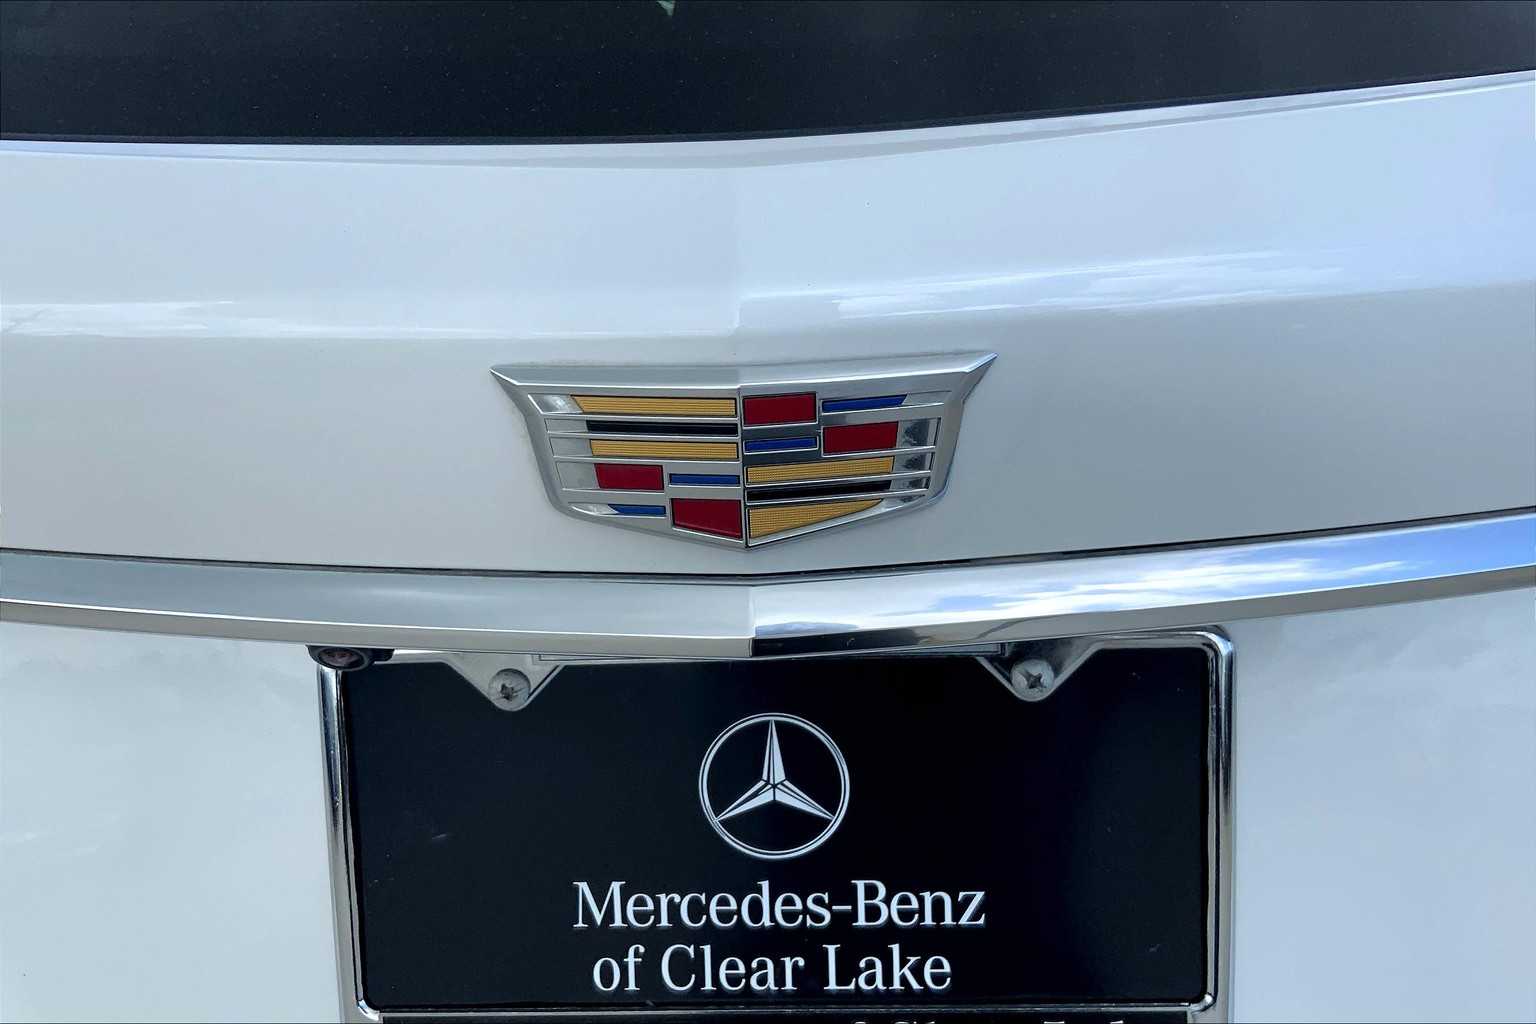 Mercedes-Benz
of Clear Lake